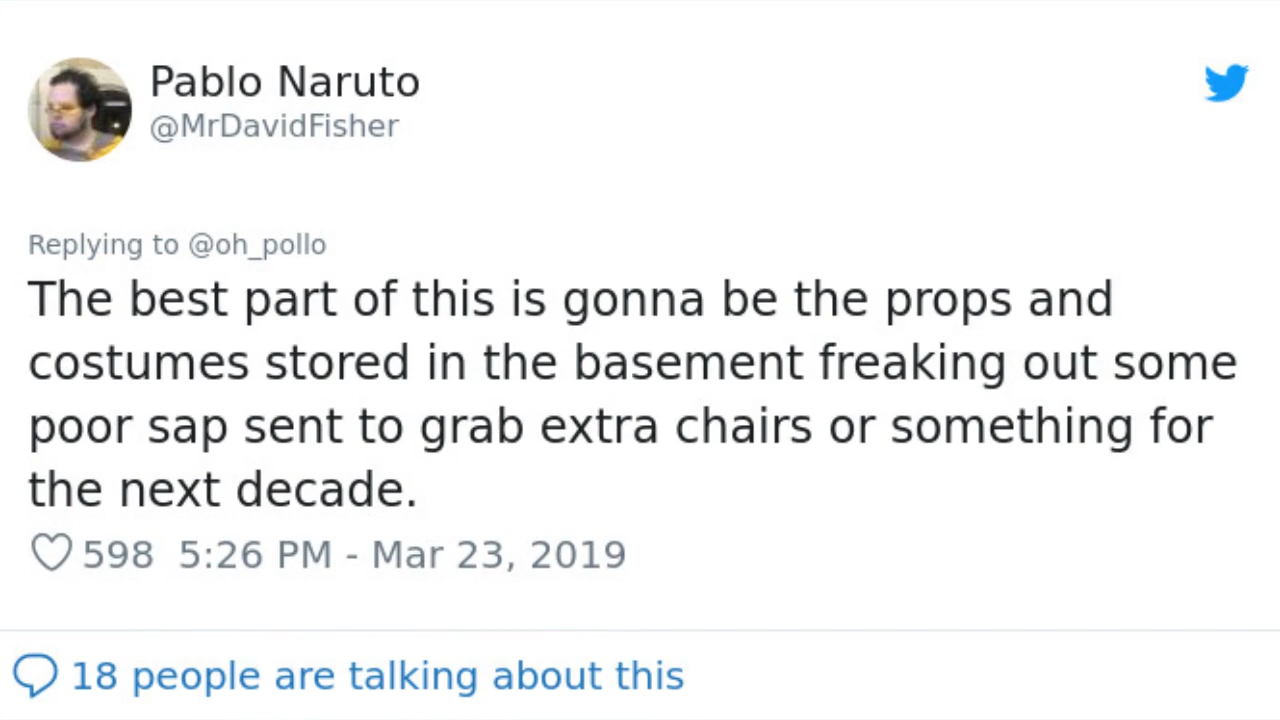 Pablo Naruto
@MrDavidFisher
Replying to @oh_pollo
The best part of this is gonna be the props and
costumes stored in the basement freaking out some
poor sap sent to grab extra chairs or something for
the next decade.
598 5:26 PM - Mar 23, 2019
18 people are talking about this